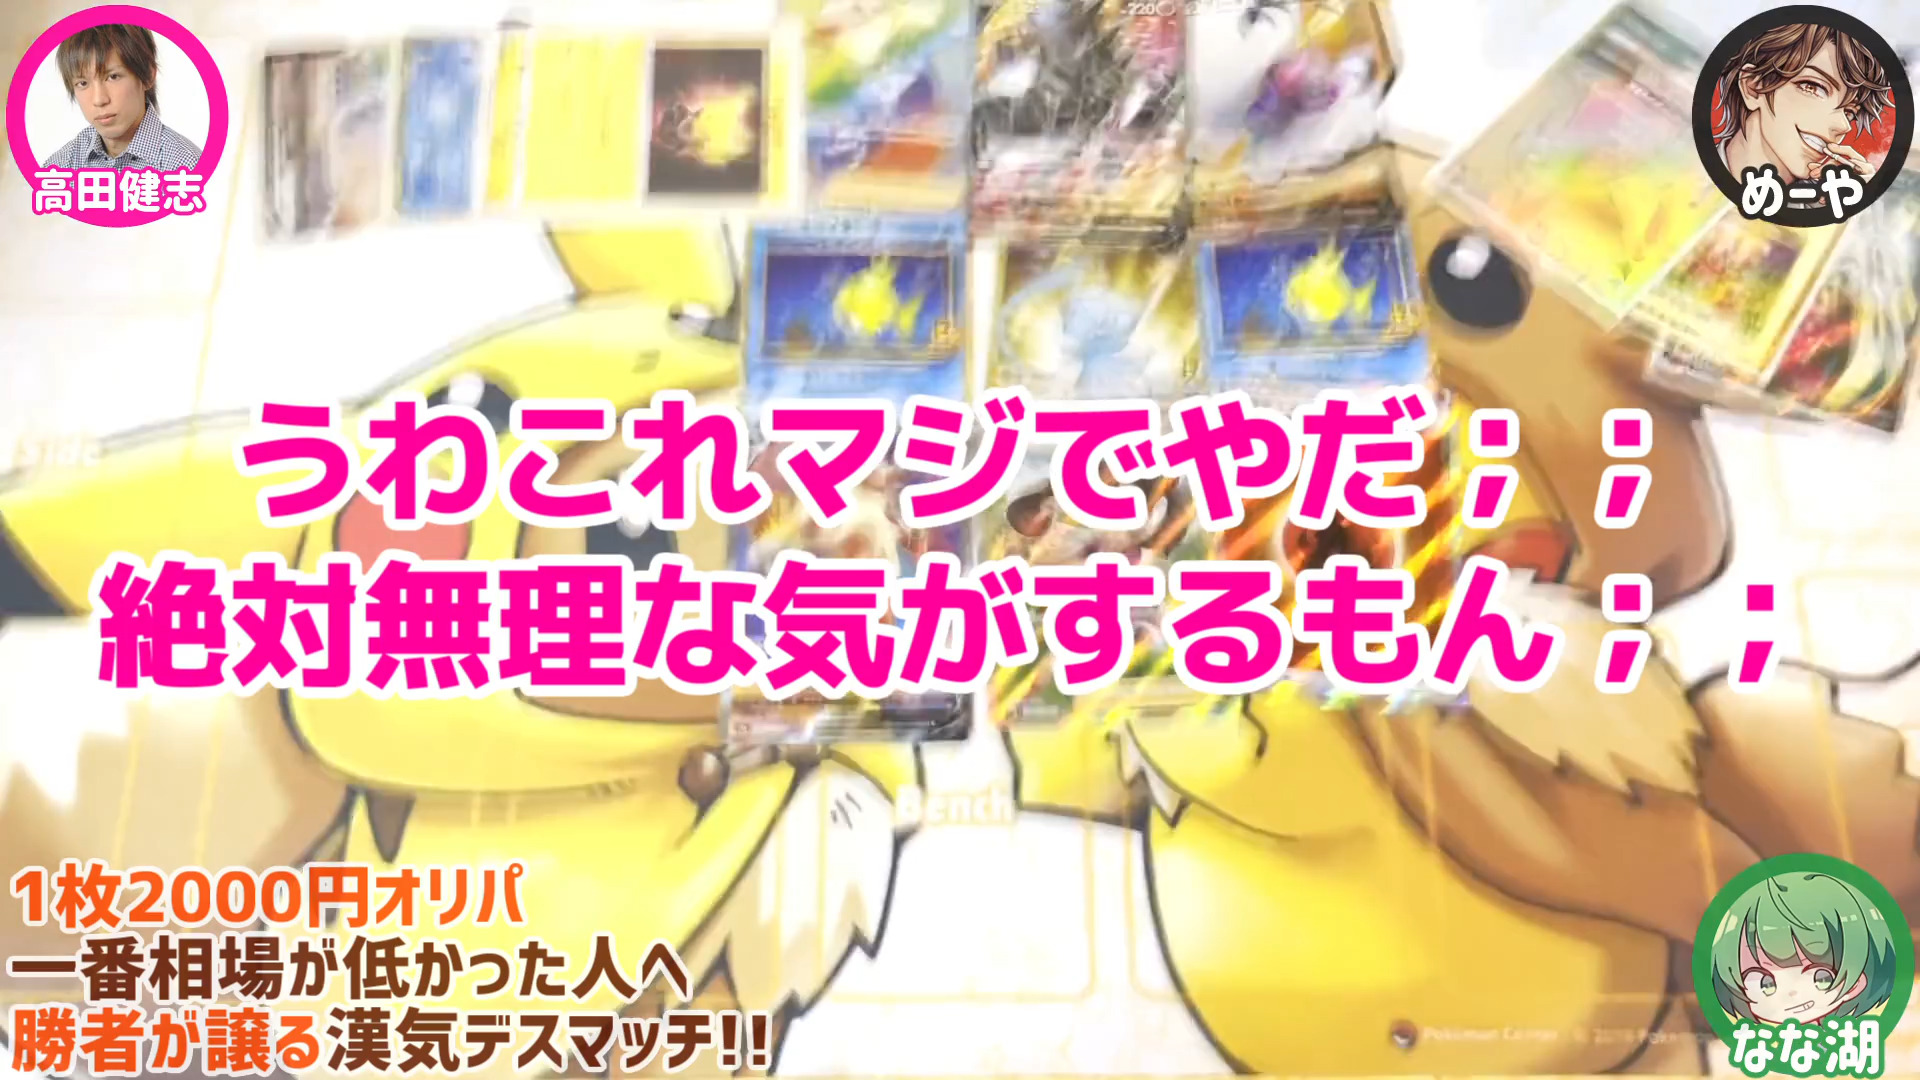 高田健志
めーや
うわこれマジでやだ；；
絶対無理な気がするもん；；
Bench
1枚2000円オリパ
一番相場が低かった人へ
勝者が譲る漢気デスマッチ!!
なな湖